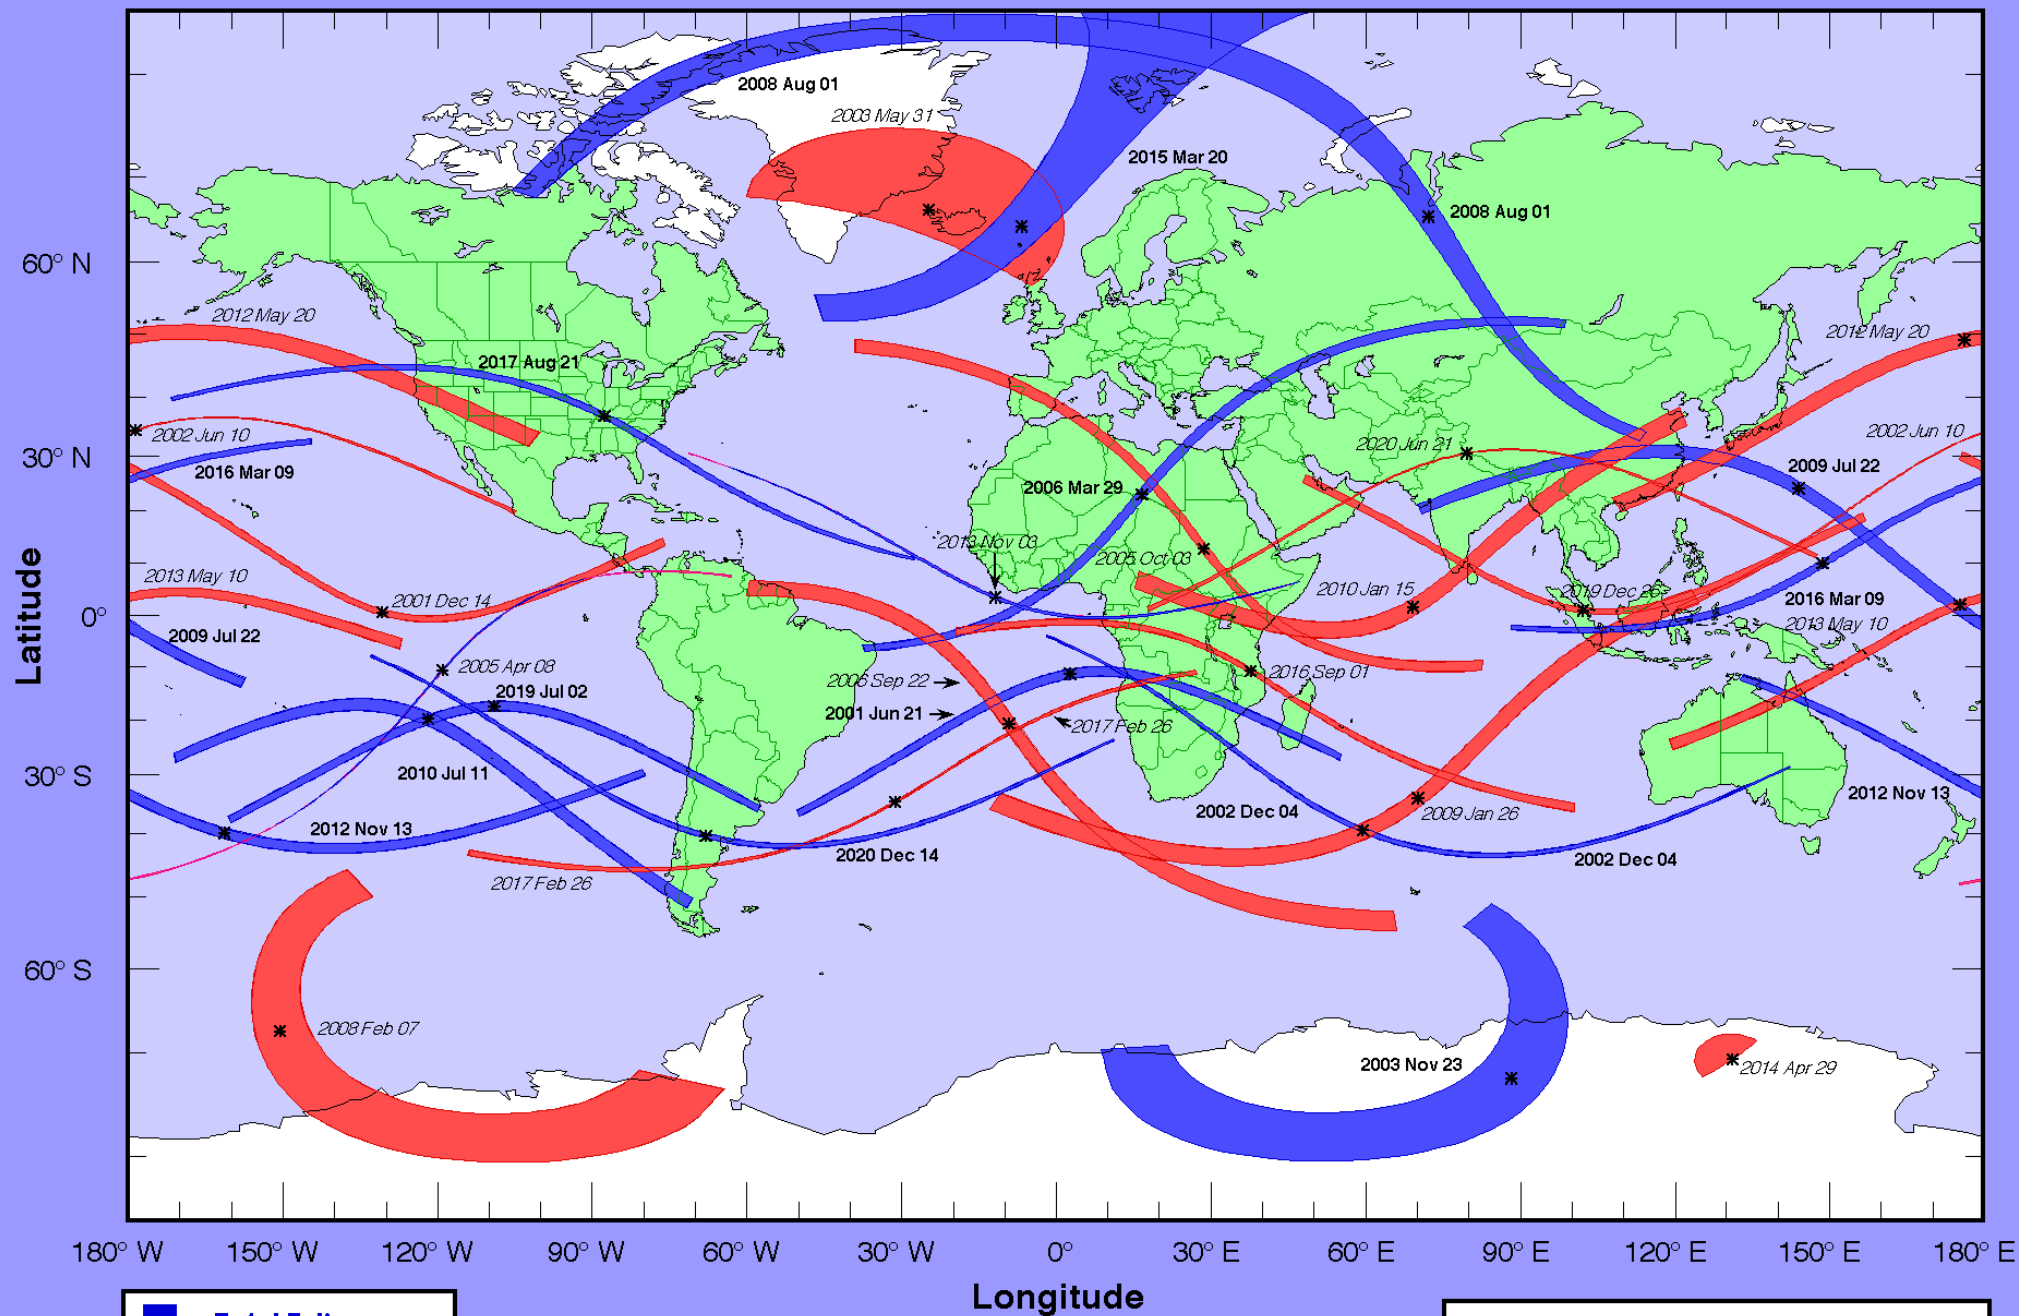 2008 Aug 01
2003 May 31
2015 Mar 20
2008 Aug 01
60° N
2012 May 20
2012 May 20
2017 Aug 21
2002 Jun 10
2020 Jun 21
2002 Jun 10
30° N
2016 Mar 09
2006 Mar 29
2009 Jul 22
2013 Nov 03
2005 Oct 03
2013 May 10
2001 Dec 14
2010 Jan 15
2019 Dec 26
2016 Mar 09
0°
2013 May 10
Latitude
2009 Jul 22
2005 Apr 08
2006 Sep 22
2016 Sep 01
2019 Jul 02
2001 Jun 21
2017 Feb 26
30° S
2010 Jul 11
2012 Nov 13
2002 Dec 04
2009 Jan 26
2012 Nov 13
2020 Dec 14
2002 Dec 04
2017 Feb 26
60° S
2008 Feb 07
2003 Nov 23
2014 Apr 29
180° W 150° W 120° W 90° W 60° W 30° W 0° 30° E 60° E 90° E 120° E 150° E 180° E
Longitude